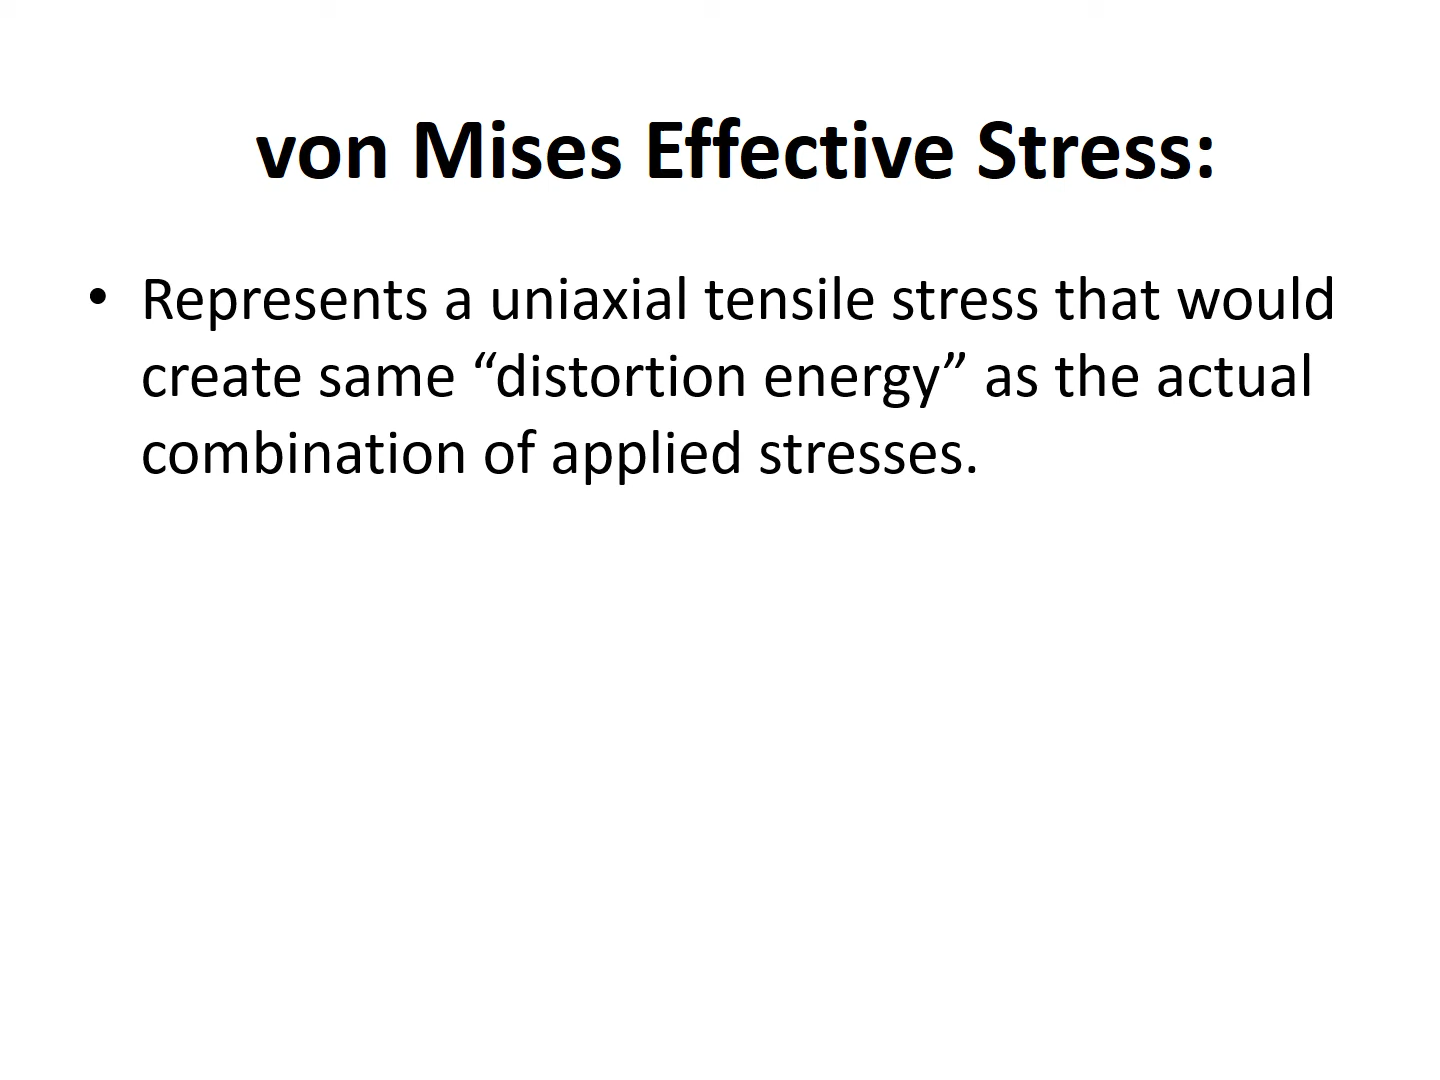 von Mises Effective Stress:
• Represents a uniaxial tensile stress that would
create same “distortion energy” as the actual
combination of applied stresses.